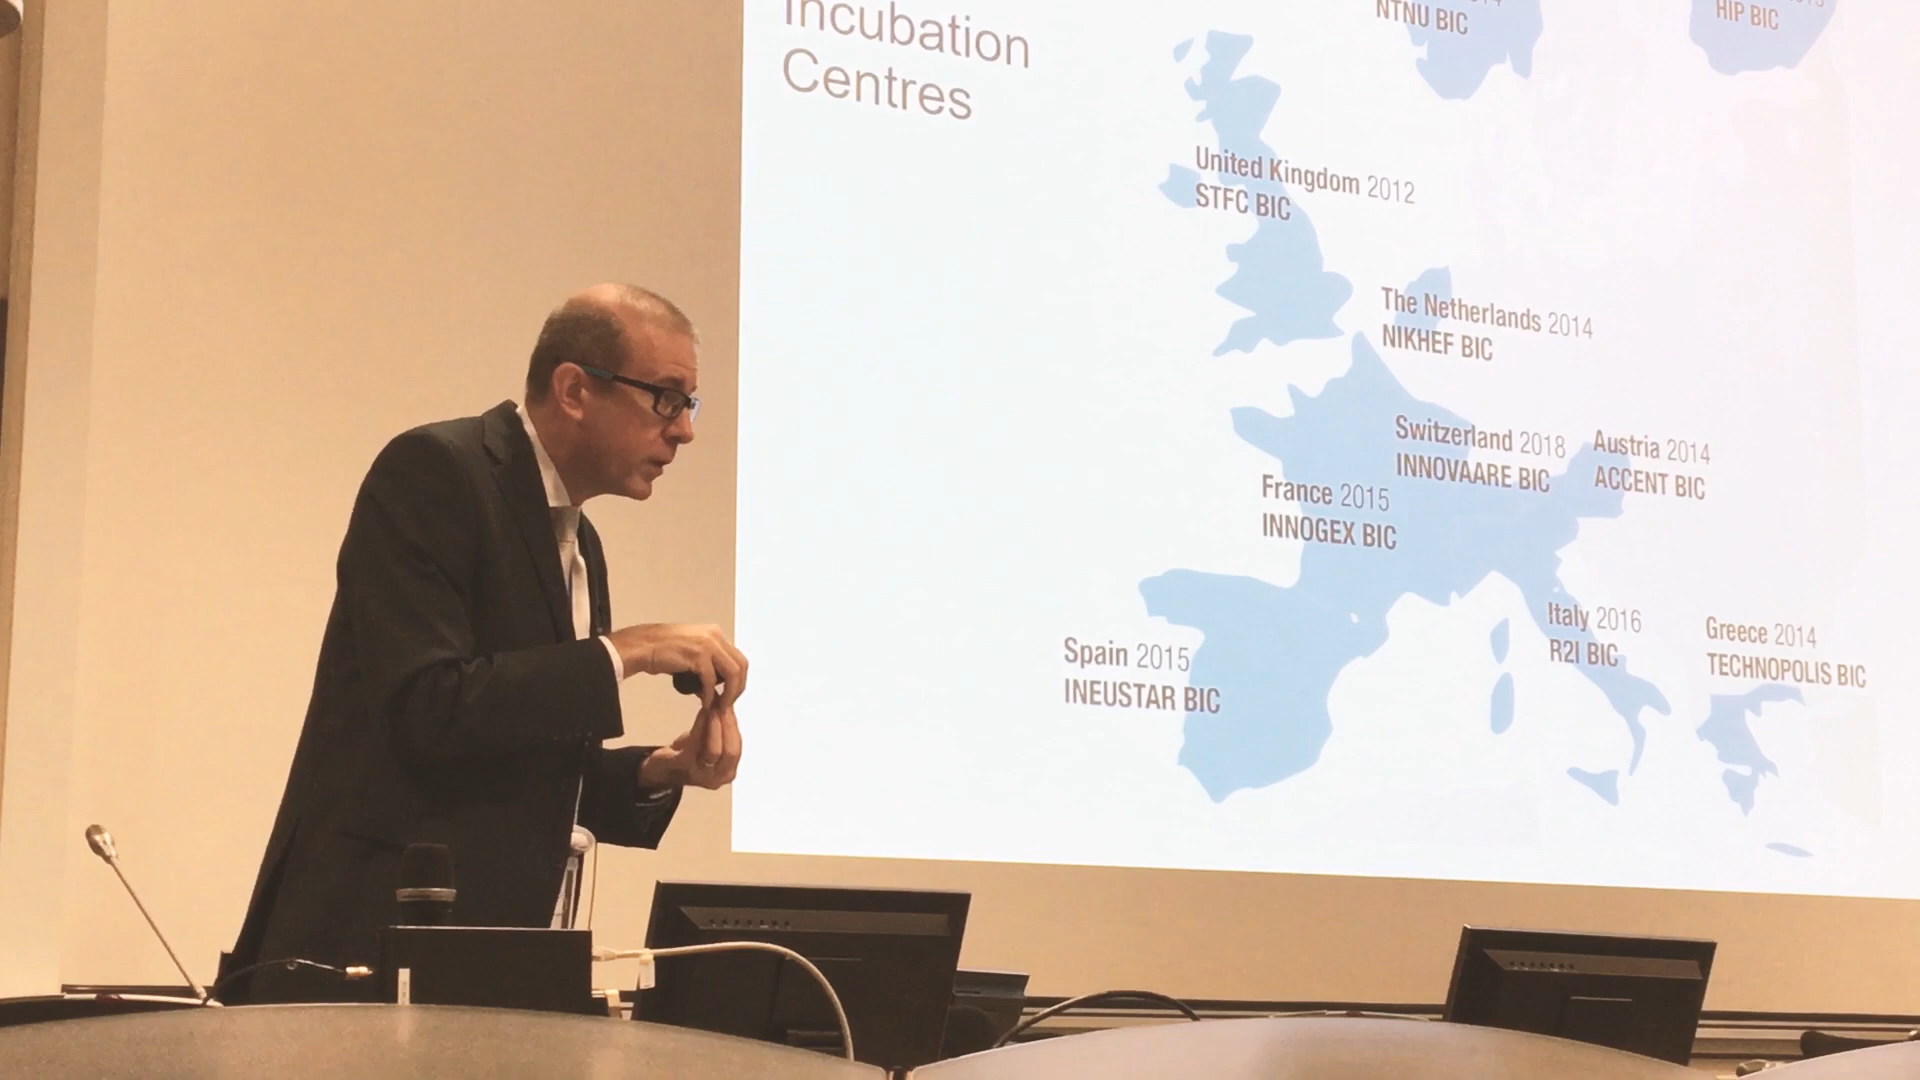 Incubation
Centres
NTNU BIC
HIP BIC
United Kingdom 2012
STFC BIC
The Netherlands 2014
NIKHEF BIC
Switzerland 2018
INNOVAARE BIC
Austria 2014
ACCENT BIC
France 2015
INNOGEX BIC
Italy 2016
R2I BIC
Greece 2014
TECHNOPOLIS BIC
Spain 2015
INEUSTAR BIC